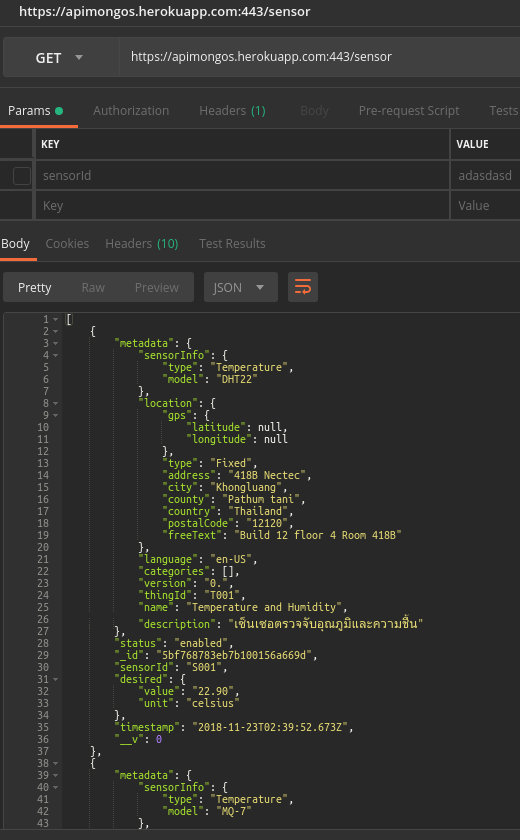 https://apimongos.herokuapp.com:443/sensor
GET https://apimongos.herokuapp.com:443/sensor
Params Authorization Headers (1) Body Pre-request Script Tests
KEY VALUE
sensorId adasdasd
Key Value
Body Cookies Headers (10) Test Results
Pretty Raw Preview JSON
1 [
2 {
3 "metadata": {
4 "sensorInfo": {
5 "type": "Temperature",
6 "model": "DHT22"
7 },
8 "location": {
9 "gps": {
10 "latitude": null,
11 "longitude": null
12 },
13 "type": "Fixed",
14 "address": "418B Nectec",
15 "city": "Khongluang",
16 "county": "Pathum tani",
17 "country": "Thailand",
18 "postalCode": "12120",
19 "freeText": "Build 12 floor 4 Room 418B"
20 },
21 "language": "en-US",
22 "categories": [],
23 "version": "0.",
24 "thingId": "T001",
25 "name": "Temperature and Humidity",
26 "description": "เซ็นเซอตรวจจับอุณภูมิและความชื้น"
27 },
28 "status": "enabled",
29 "_id": "5bf768783eb7b100156a669d",
30 "sensorId": "S001",
31 "desired": {
32 "value": "22.90",
33 "unit": "celsius"
34 },
35 "timestamp": "2018-11-23T02:39:52.673Z",
36 "__v": 0
37 },
38 {
39 "metadata": {
40 "sensorInfo": {
41 "type": "Temperature",
42 "model": "MQ-7"
43 },